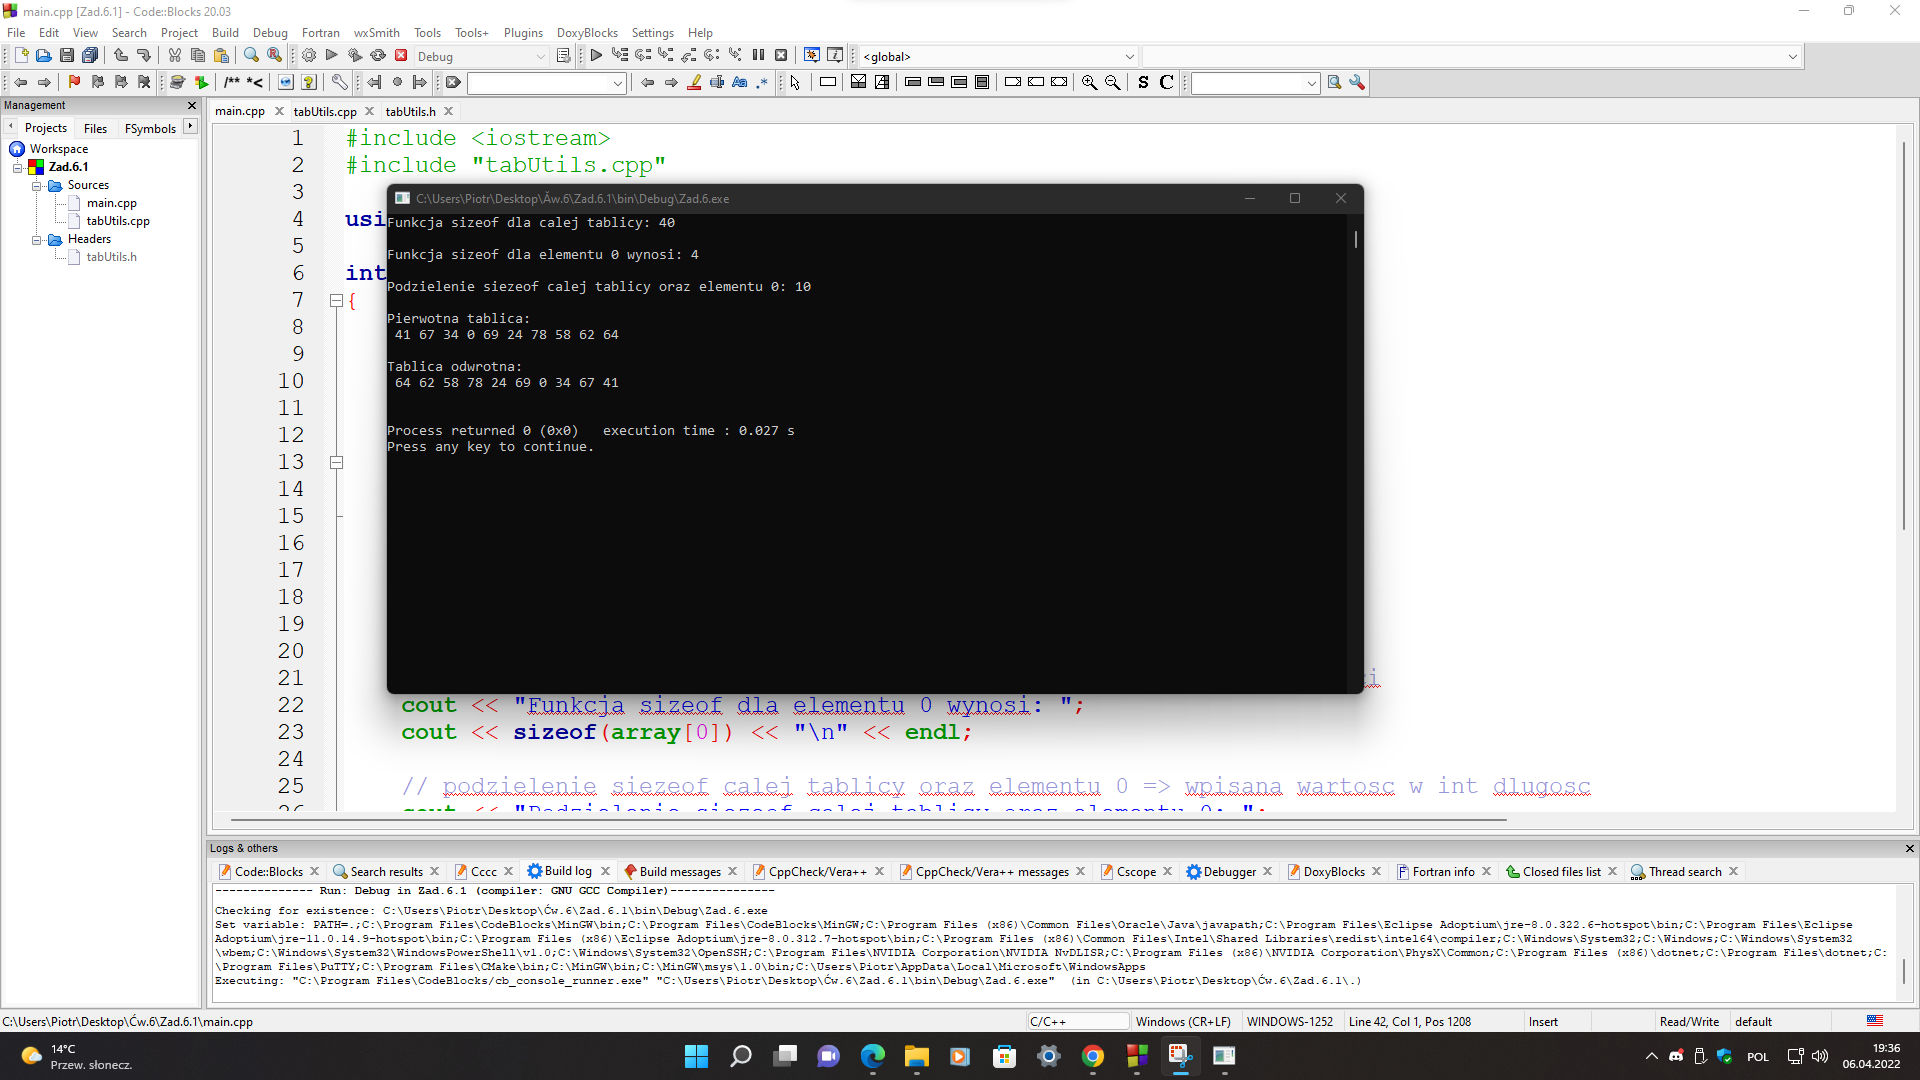 main.cpp [Zad.6.1] - Code::Blocks 20.03
File Edit View Search Project Build Debug Fortran wxSmith Tools Tools+ Plugins DoxyBlocks Settings Help
Debug
<global>
/** *<
Aa .*
S C
Management
Projects Files FSymbols
Workspace
Zad.6.1
Sources
main.cpp
tabUtils.cpp
Headers
tabUtils.h
main.cpp tabUtils.cpp tabUtils.h
1 #include <iostream>
2 #include "tabUtils.cpp"
3
4 usi
5
6 int
7 {
8
9
10
11
12
13
14
15
16
17
18
19
20
21 i
22 cout << "Funkcja sizeof dla elementu 0 wynosi: ";
23 cout << sizeof(array[0]) << "\n" << endl;
24
25 // podzielenie siezeof calej tablicy oraz elementu 0 => wpisana wartosc w int dlugosc
26 cout << "Podzielenie siezeof calej tablicy oraz elementu 0: ";
C:\Users\Piotr\Desktop\Äw.6\Zad.6.1\bin\Debug\Zad.6.exe
Funkcja sizeof dla calej tablicy: 40
Funkcja sizeof dla elementu 0 wynosi: 4
Podzielenie siezeof calej tablicy oraz elementu 0: 10
Pierwotna tablica:
41 67 34 0 69 24 78 58 62 64
Tablica odwrotna:
64 62 58 78 24 69 0 34 67 41
Process returned 0 (0x0) execution time : 0.027 s
Press any key to continue.
Logs & others
Code::Blocks Search results Cccc Build log Build messages CppCheck/Vera++ CppCheck/Vera++ messages Cscope Debugger DoxyBlocks Fortran info Closed files list Thread search
-------------- Run: Debug in Zad.6.1 (compiler: GNU GCC Compiler)---------------
Checking for existence: C:\Users\Piotr\Desktop\Ćw.6\Zad.6.1\bin\Debug\Zad.6.exe
Set variable: PATH=.;C:\Program Files\CodeBlocks\MinGW\bin;C:\Program Files\CodeBlocks\MinGW;C:\Program Files (x86)\Common Files\Oracle\Java\javapath;C:\Program Files\Eclipse Adoptium\jre-8.0.322.6-hotspot\bin;C:\Program Files\Eclipse
Adoptium\jre-11.0.14.9-hotspot\bin;C:\Program Files (x86)\Eclipse Adoptium\jre-8.0.312.7-hotspot\bin;C:\Program Files (x86)\Common Files\Intel\Shared Libraries\redist\intel64\compiler;C:\Windows\System32;C:\Windows;C:\Windows\System32
\wbem;C:\Windows\System32\WindowsPowerShell\v1.0;C:\Windows\System32\OpenSSH;C:\Program Files\NVIDIA Corporation\NVIDIA NvDLISR;C:\Program Files (x86)\NVIDIA Corporation\PhysX\Common;C:\Program Files (x86)\dotnet;C:\Program Files\dotnet;C:
\Program Files\PuTTY;C:\Program Files\CMake\bin;C:\MinGW\bin;C:\MinGW\msys\1.0\bin;C:\Users\Piotr\AppData\Local\Microsoft\WindowsApps
Executing: "C:\Program Files\CodeBlocks/cb_console_runner.exe" "C:\Users\Piotr\Desktop\Ćw.6\Zad.6.1\bin\Debug\Zad.6.exe" (in C:\Users\Piotr\Desktop\Ćw.6\Zad.6.1\.)
C:\Users\Piotr\Desktop\Ćw.6\Zad.6.1\main.cpp C/C++ Windows (CR+LF) WINDOWS-1252 Line 42, Col 1, Pos 1208 Insert Read/Write default
14°C
Przew. słonecz.
POL
19:36
06.04.2022